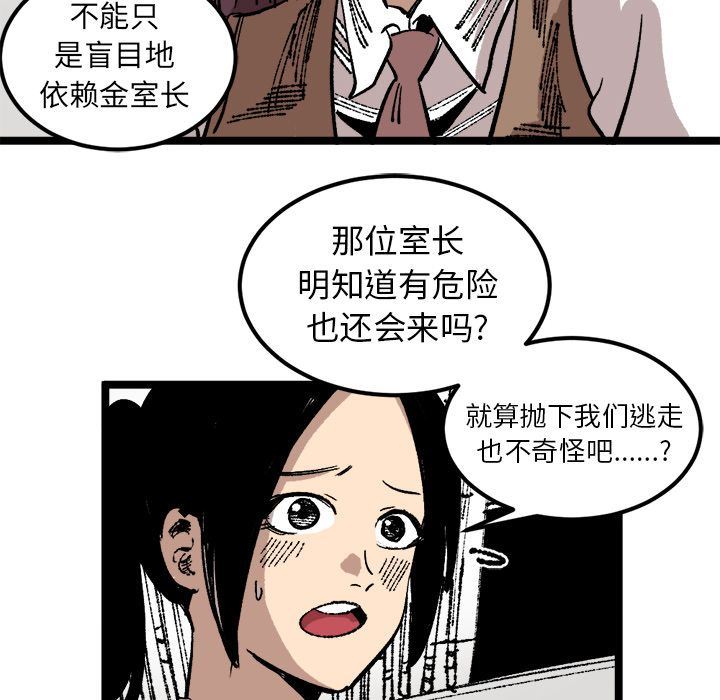 不能只
是盲目地
依赖金室长
那位室长
明知道有危险
也还会来吗?
就算抛下我们逃走
也不奇怪吧......?